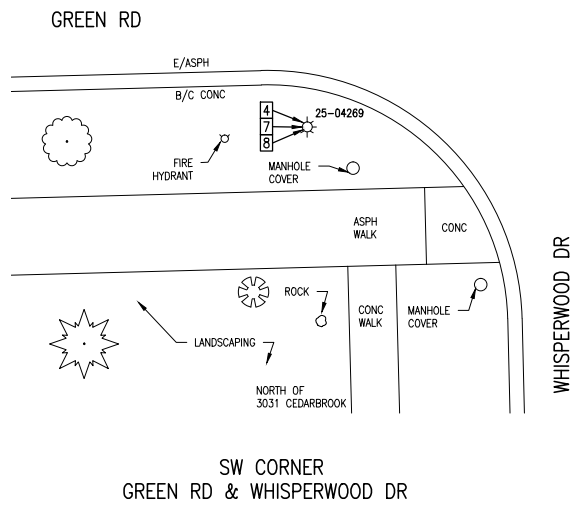 GREEN RD
E/ASPH
B/C CONC
4
7
8
25-04269
FIRE
HYDRANT
MANHOLE
COVER
ASPH
WALK
CONC
WHISPERWOOD DR
ROCK
CONC
WALK
MANHOLE
COVER
LANDSCAPING
NORTH OF
3031 CEDARBROOK
SW CORNER
GREEN RD & WHISPERWOOD DR